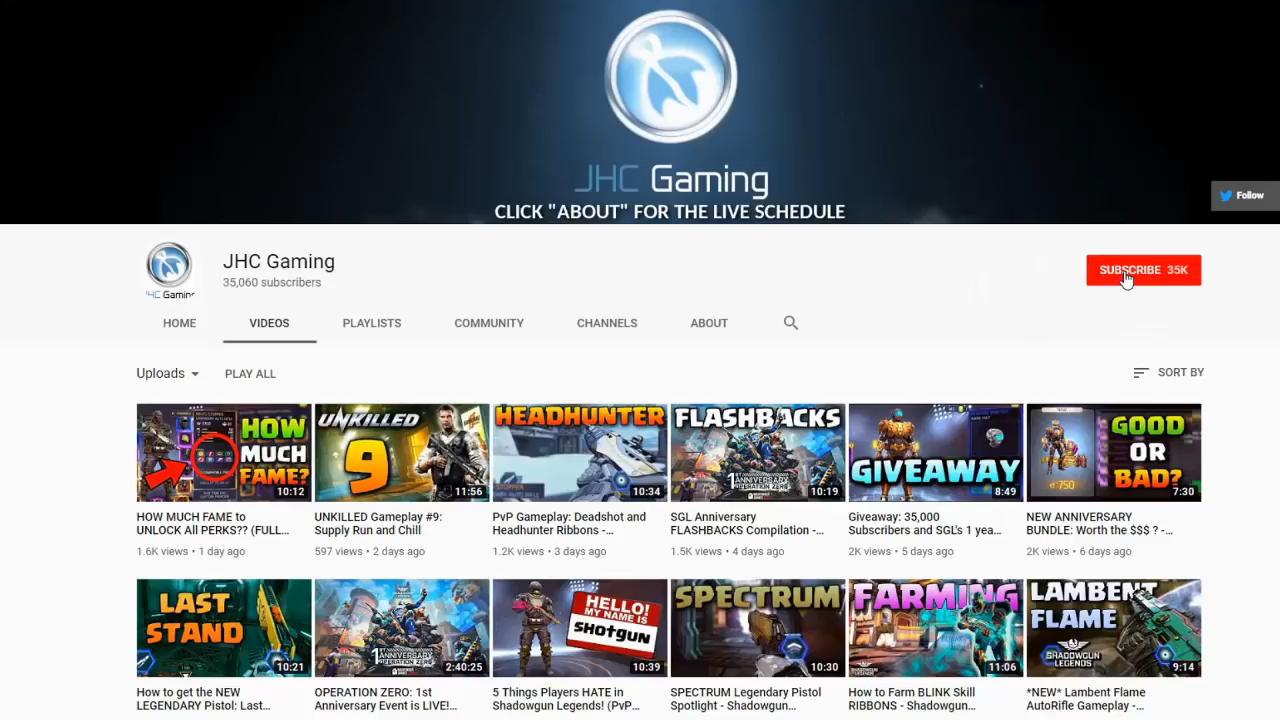 JHC Gaming
CLICK "ABOUT" FOR THE LIVE SCHEDULE
Follow
JHC Gaming
35,060 subscribers
SUBSCRIBE 35K
HOME VIDEOS PLAYLISTS COMMUNITY CHANNELS ABOUT
Uploads PLAY ALL SORT BY
HOW
MUCH
FAME?
10:12
HOW MUCH FAME to
UNLOCK All PERKS?? (FULL...
1.6K views • 1 day ago
UNKILLED
9
11:56
UNKILLED Gameplay #9:
Supply Run and Chill
597 views • 2 days ago
HEADHUNTER
10:34
PvP Gameplay: Deadshot and
Headhunter Ribbons -...
1.2K views • 3 days ago
FLASHBACKS
1ST ANNIVERSARY
OPERATION ZERO
10:19
SGL Anniversary
FLASHBACKS Compilation -...
1.5K views • 4 days ago
GIVEAWAY
8:49
Giveaway: 35,000
Subscribers and SGL's 1 yea...
2K views • 5 days ago
750
GOOD
OR
BAD?
7:30
NEW ANNIVERSARY
BUNDLE: Worth the $$$ ? -...
2K views • 6 days ago
LAST
STAND
10:21
How to get the NEW
LEGENDARY Pistol: Last...
1ST ANNIVERSARY
OPERATION ZERO
2:40:25
OPERATION ZERO: 1st
Anniversary Event is LIVE!...
HELLO!
MY NAME IS
SHOTGUN
10:39
5 Things Players HATE in
Shadowgun Legends! (PvP...
SPECTRUM
10:30
SPECTRUM Legendary Pistol
Spotlight - Shadowgun...
FARMING
11:06
How to Farm BLINK Skill
RIBBONS - Shadowgun...
LAMBENT
FLAME
SHADOWGUN
LEGENDS
9:14
*NEW* Lambent Flame
AutoRifle Gameplay -...